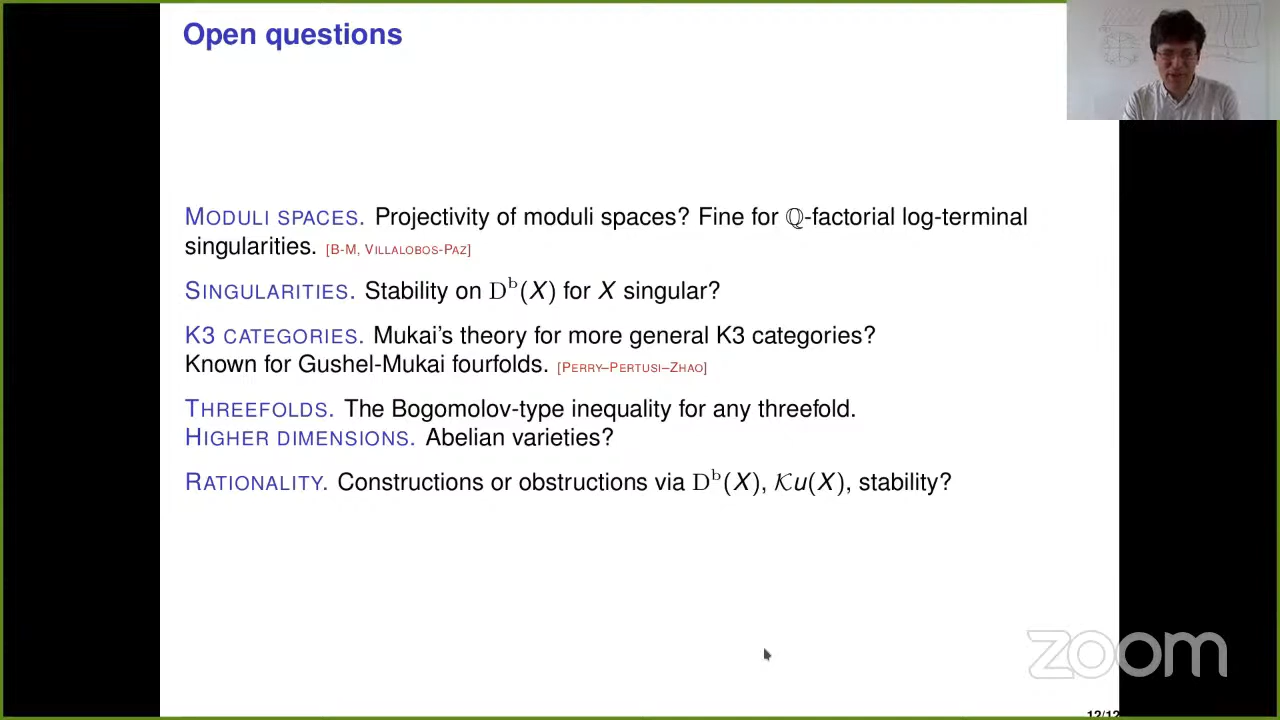 Open questions
MODULI SPACES. Projectivity of moduli spaces? Fine for ℚ-factorial log-terminal
singularities. [B-M, VILLALOBOS-PAZ]
SINGULARITIES. Stability on Dᵇ(X) for X singular?
K3 CATEGORIES. Mukai's theory for more general K3 categories?
Known for Gushel-Mukai fourfolds. [PERRY–PERTUSI–ZHAO]
THREEFOLDS. The Bogomolov-type inequality for any threefold.
HIGHER DIMENSIONS. Abelian varieties?
RATIONALITY. Constructions or obstructions via Dᵇ(X), 𝒦u(X), stability?
zoom
12/12